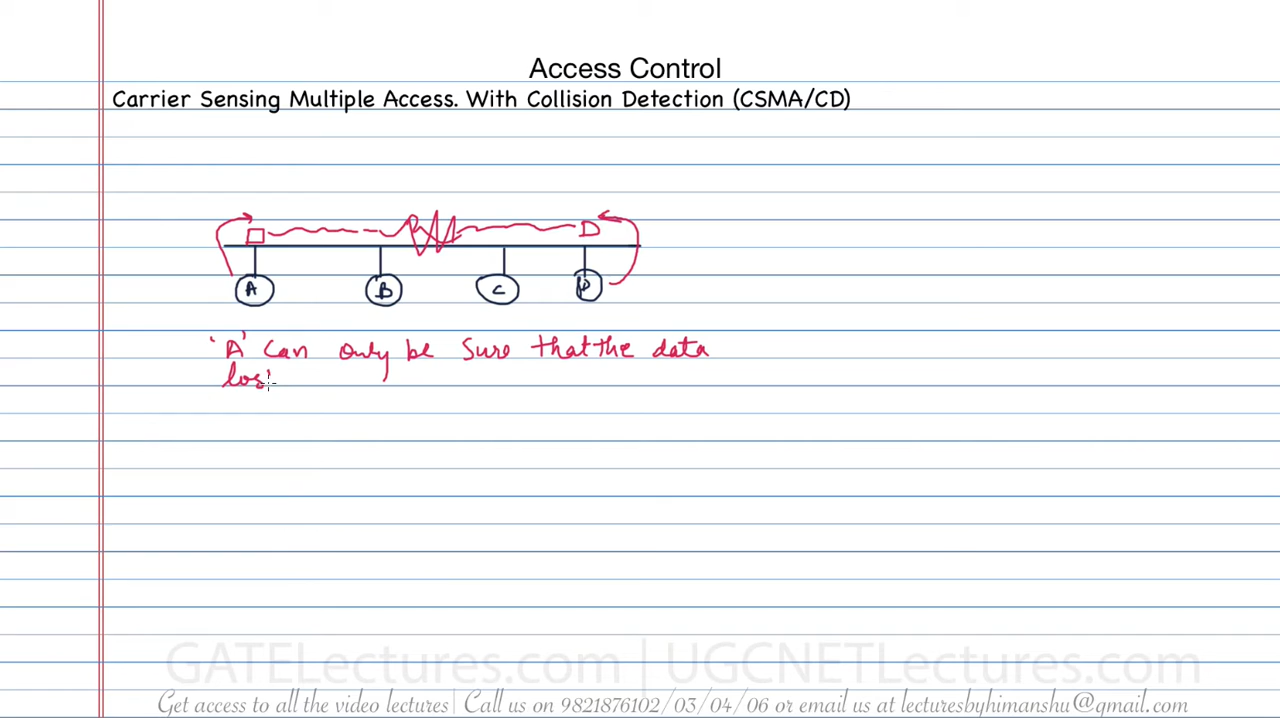 Access Control
Carrier Sensing Multiple Access. With Collision Detection (CSMA/CD)
A B C D
'A' Can only be sure that the data
los
GATELectures.com | UGCNETLectures.com
Get access to all the video lectures| Call us on 9821876102/03/04/06 or email us at lecturesbyhimanshu@gmail.com